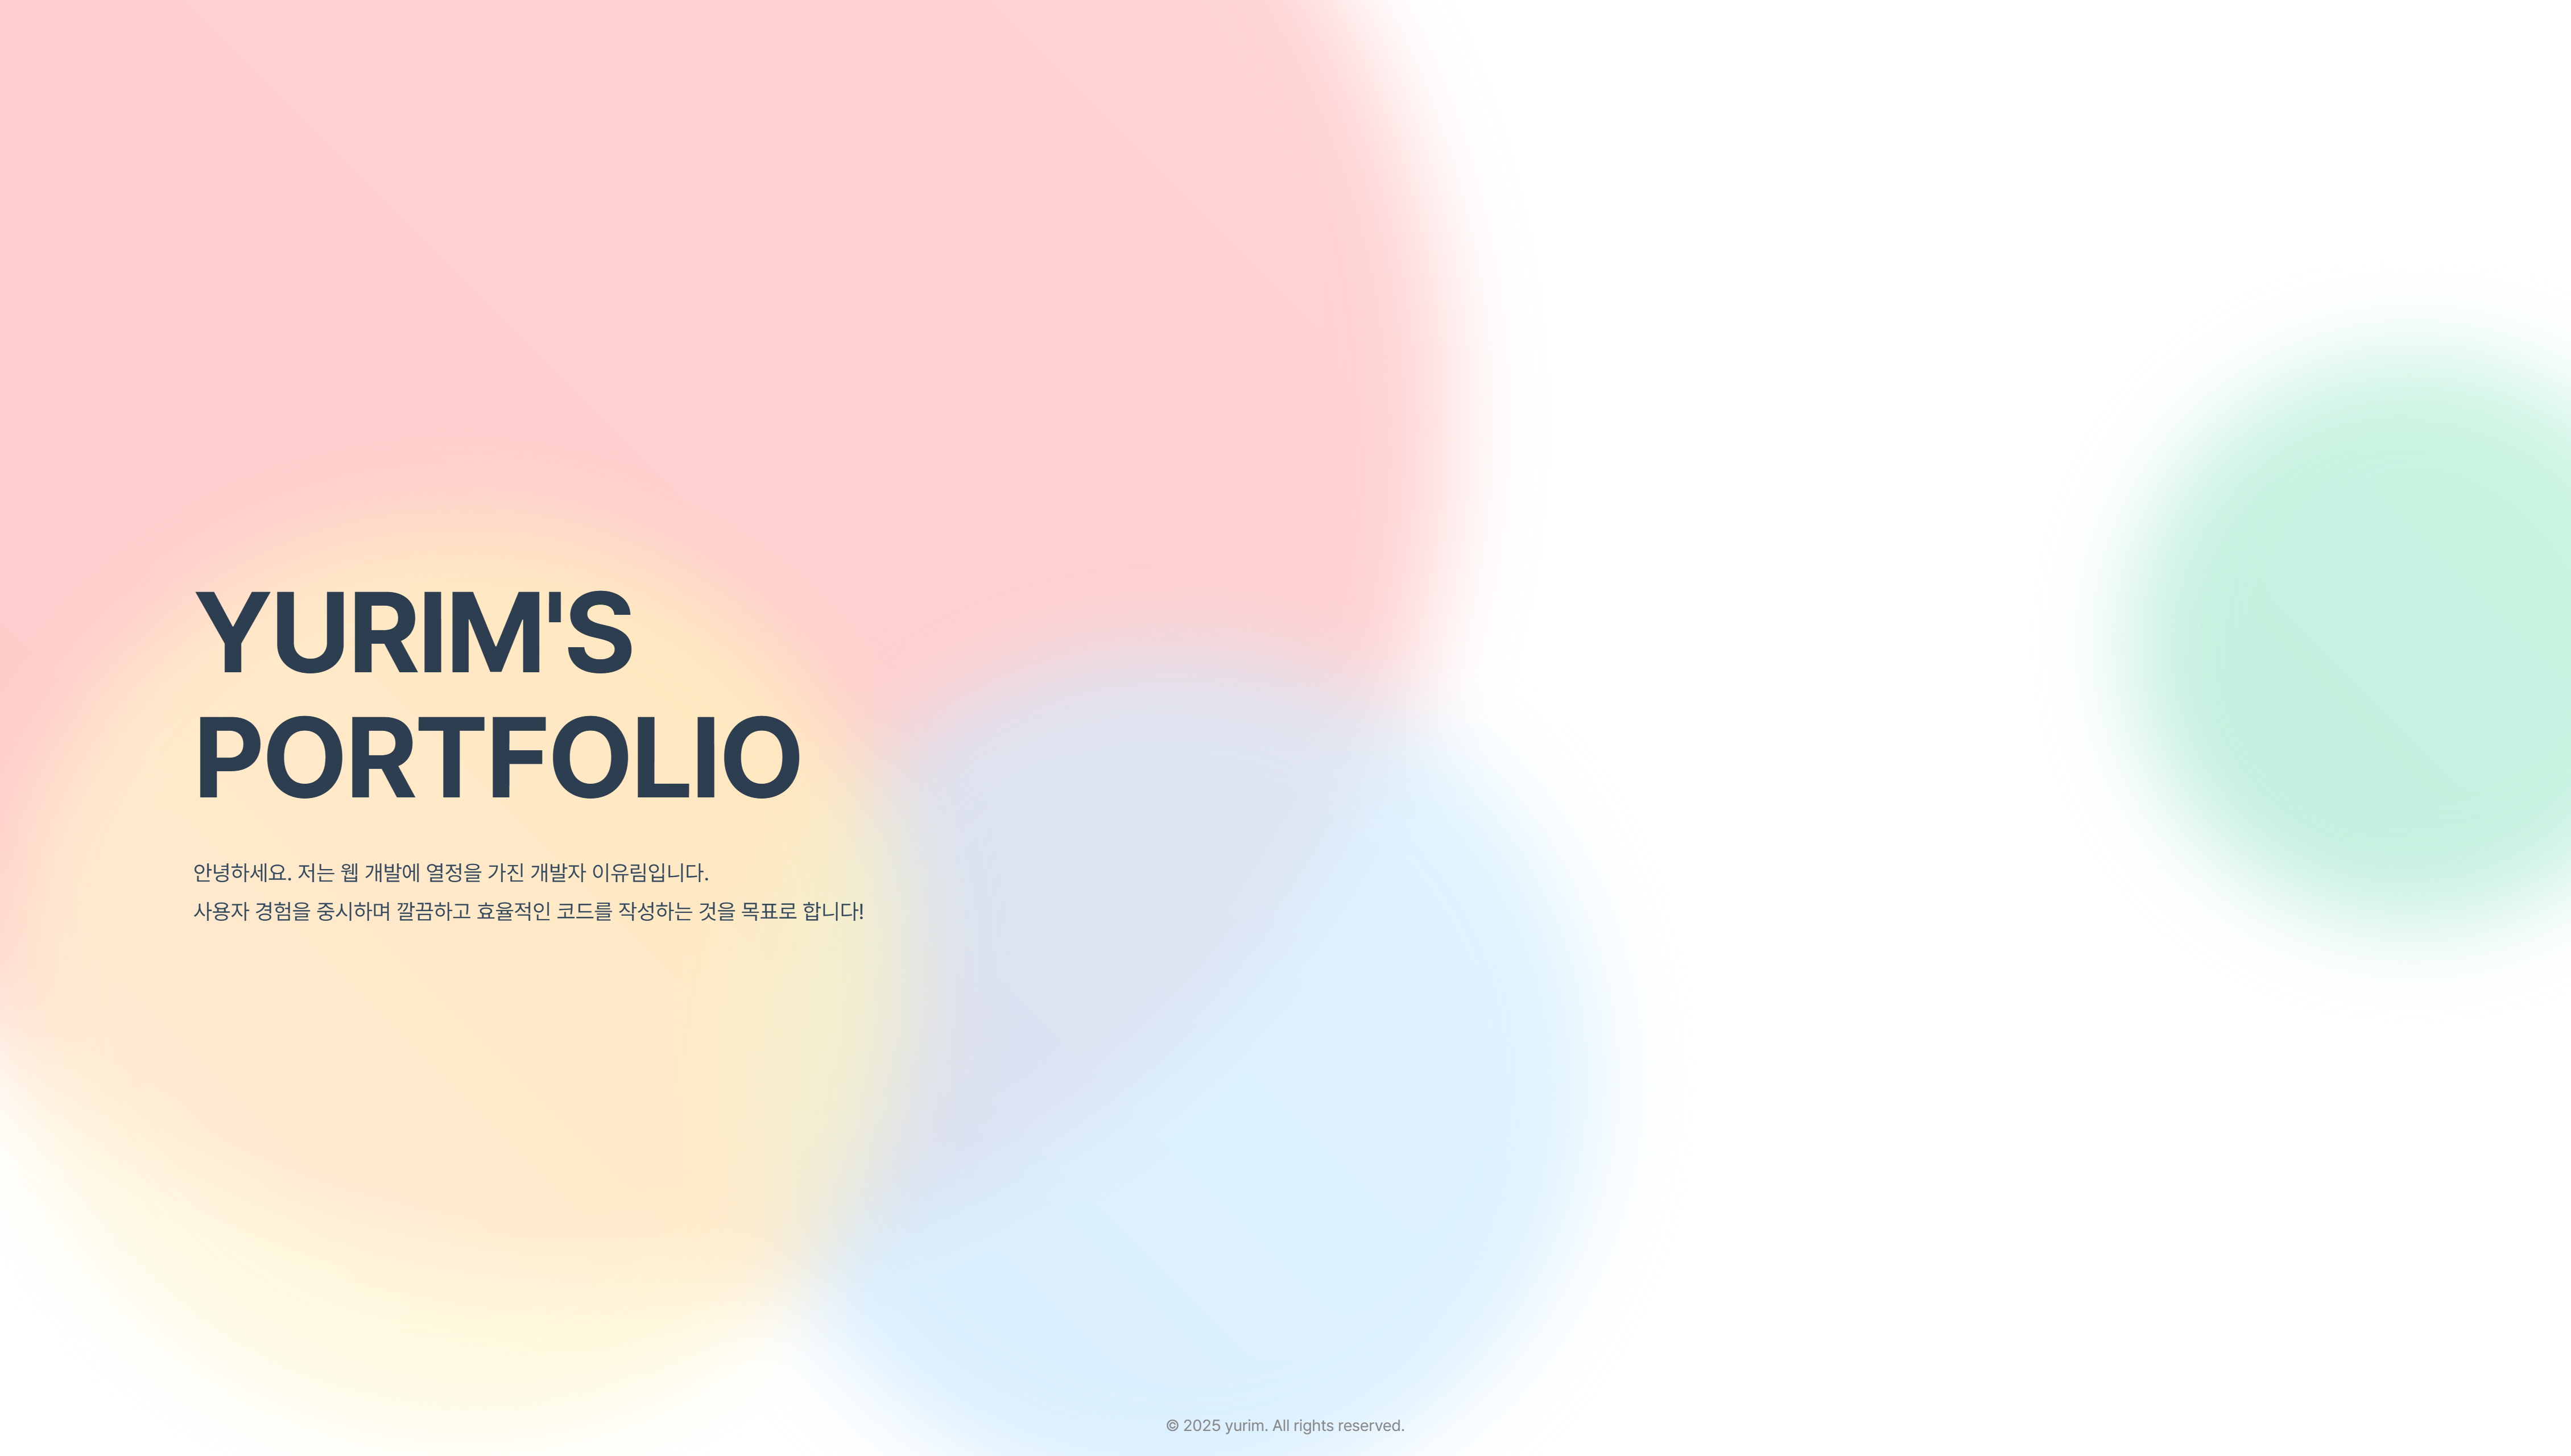 YURIM'S
PORTFOLIO
안녕하세요. 저는 웹 개발에 열정을 가진 개발자 이유림입니다.
사용자 경험을 중시하며 깔끔하고 효율적인 코드를 작성하는 것을 목표로 합니다!
© 2025 yurim. All rights reserved.